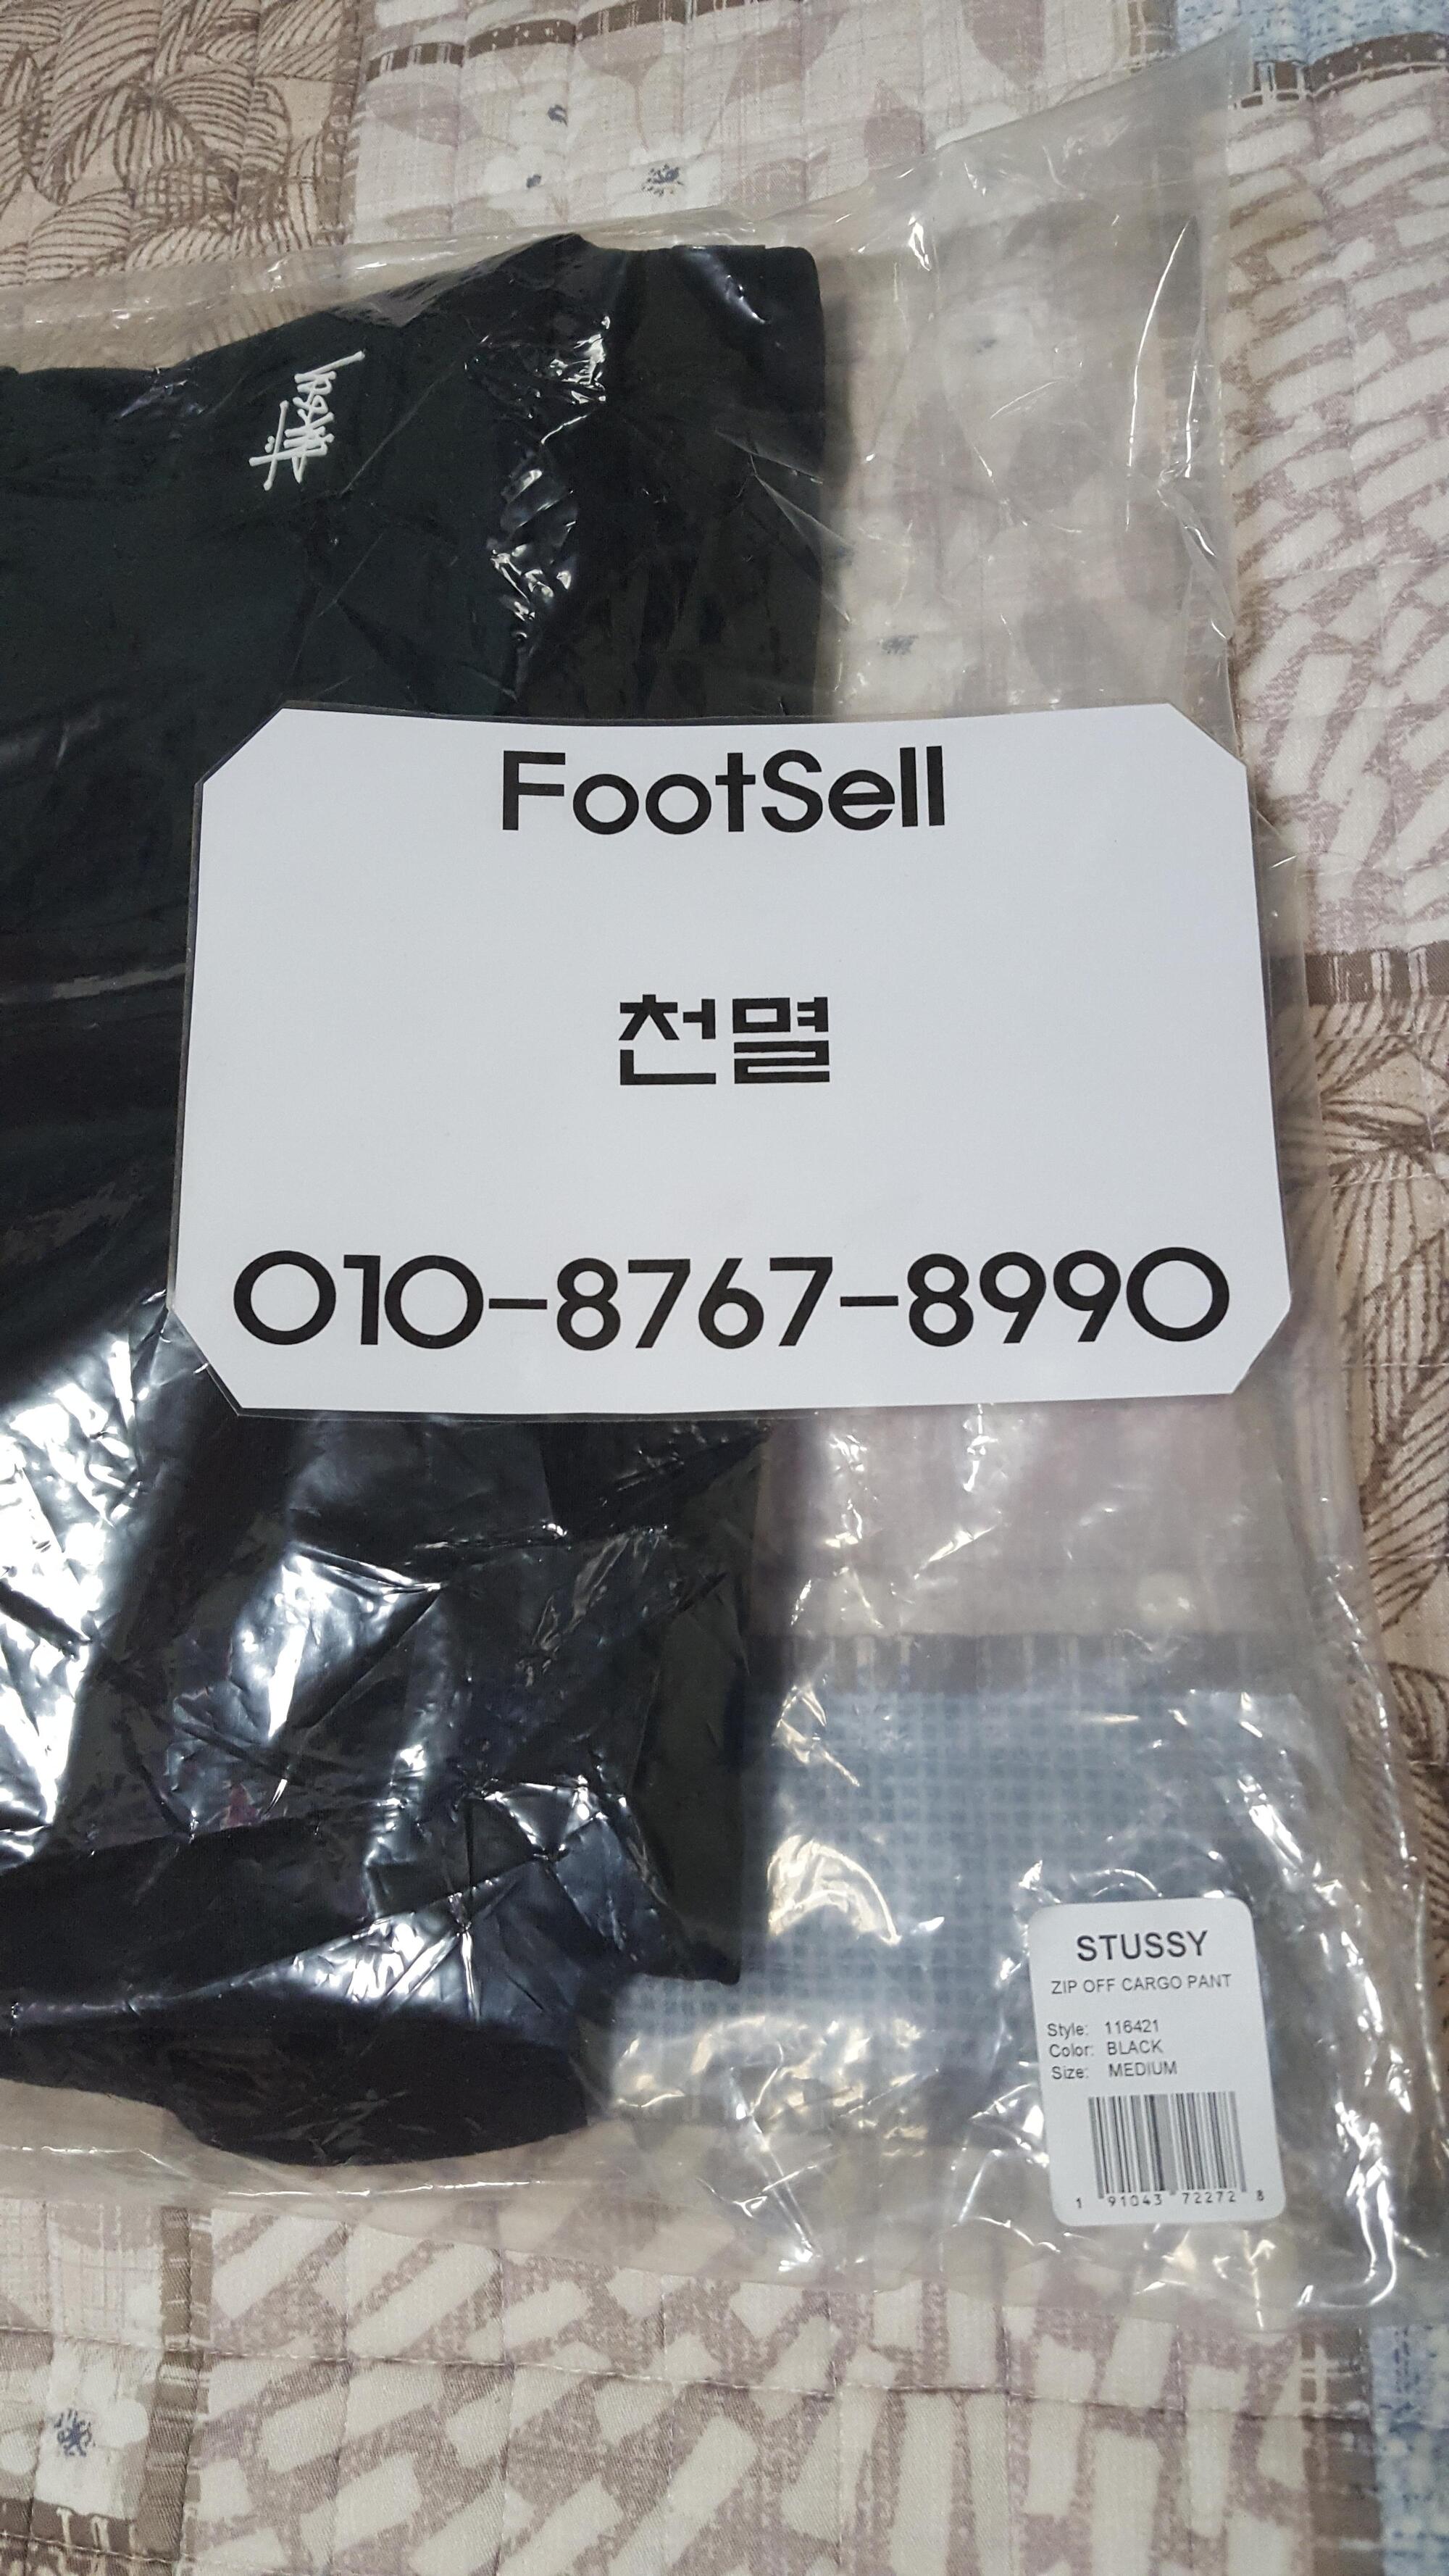 Stüssy
FootSell
천멸
010-8767-8990
STUSSY
ZIP OFF CARGO PANT
Style: 116421
Color: BLACK
Size: MEDIUM
1 91043 72272 8